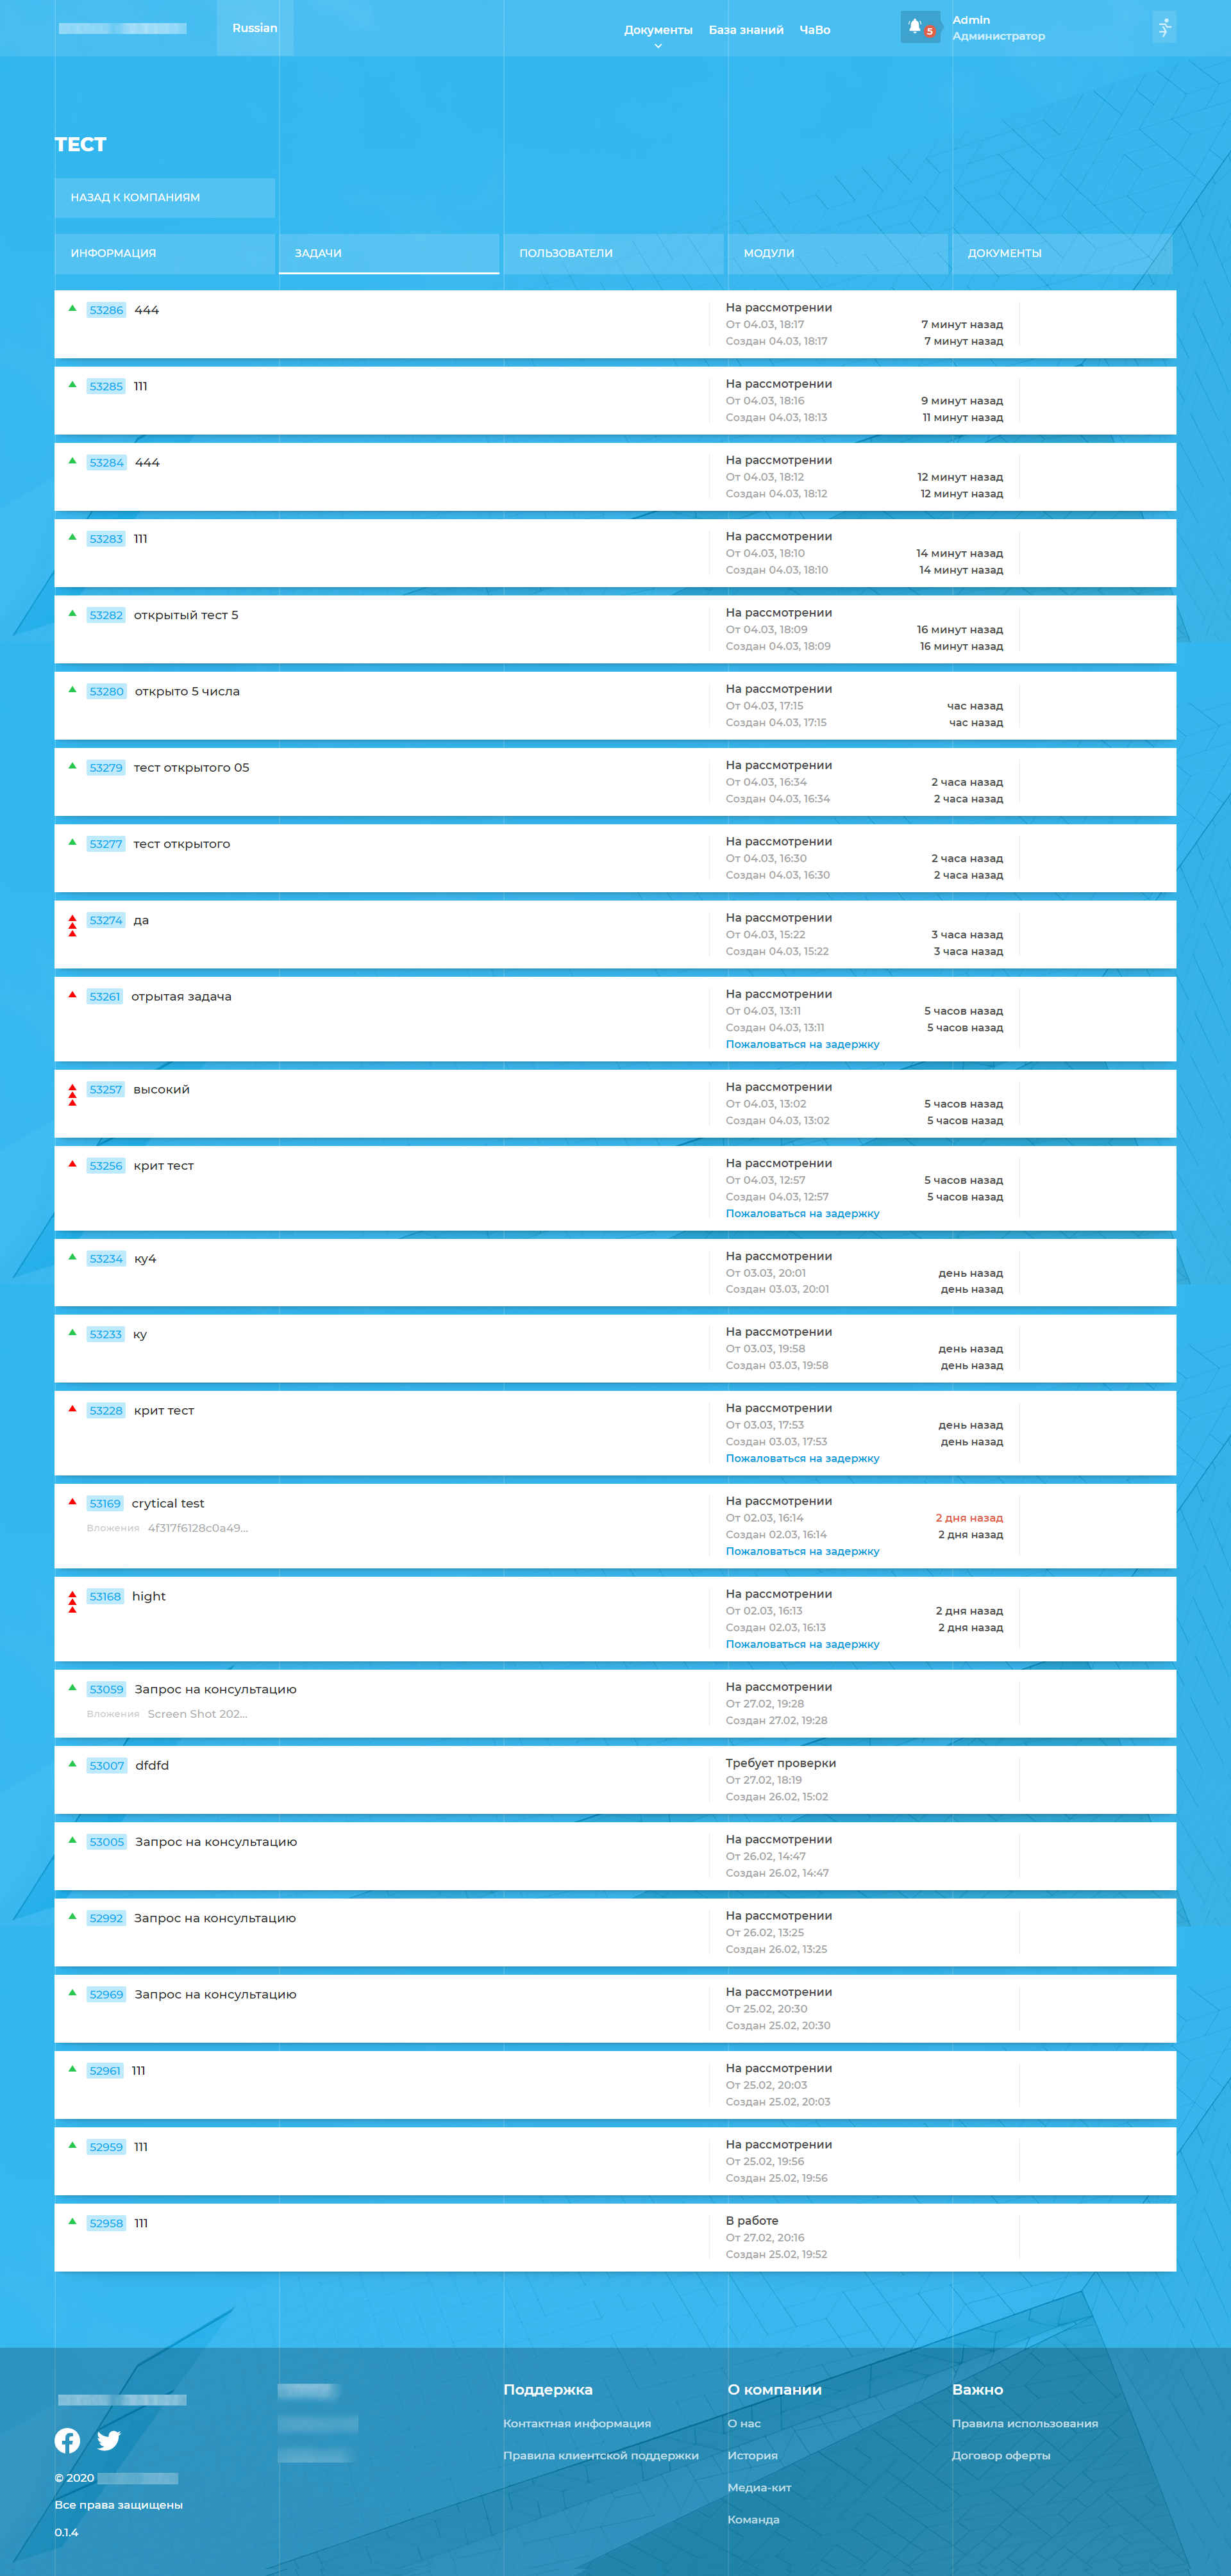 Russian
Документы
База знаний
ЧаВо
5
Admin
Администратор
ТЕСТ
НАЗАД К КОМПАНИЯМ
ИНФОРМАЦИЯ
ЗАДАЧИ
ПОЛЬЗОВАТЕЛИ
МОДУЛИ
ДОКУМЕНТЫ
53286 444
На рассмотрении
От 04.03, 18:17 7 минут назад
Создан 04.03, 18:17 7 минут назад
53285 111
На рассмотрении
От 04.03, 18:16 9 минут назад
Создан 04.03, 18:13 11 минут назад
53284 444
На рассмотрении
От 04.03, 18:12 12 минут назад
Создан 04.03, 18:12 12 минут назад
53283 111
На рассмотрении
От 04.03, 18:10 14 минут назад
Создан 04.03, 18:10 14 минут назад
53282 открытый тест 5
На рассмотрении
От 04.03, 18:09 16 минут назад
Создан 04.03, 18:09 16 минут назад
53280 открыто 5 числа
На рассмотрении
От 04.03, 17:15 час назад
Создан 04.03, 17:15 час назад
53279 тест открытого 05
На рассмотрении
От 04.03, 16:34 2 часа назад
Создан 04.03, 16:34 2 часа назад
53277 тест открытого
На рассмотрении
От 04.03, 16:30 2 часа назад
Создан 04.03, 16:30 2 часа назад
53274 да
На рассмотрении
От 04.03, 15:22 3 часа назад
Создан 04.03, 15:22 3 часа назад
53261 отрытая задача
На рассмотрении
От 04.03, 13:11 5 часов назад
Создан 04.03, 13:11 5 часов назад
Пожаловаться на задержку
53257 высокий
На рассмотрении
От 04.03, 13:02 5 часов назад
Создан 04.03, 13:02 5 часов назад
53256 крит тест
На рассмотрении
От 04.03, 12:57 5 часов назад
Создан 04.03, 12:57 5 часов назад
Пожаловаться на задержку
53234 ку4
На рассмотрении
От 03.03, 20:01 день назад
Создан 03.03, 20:01 день назад
53233 ку
На рассмотрении
От 03.03, 19:58 день назад
Создан 03.03, 19:58 день назад
53228 крит тест
На рассмотрении
От 03.03, 17:53 день назад
Создан 03.03, 17:53 день назад
Пожаловаться на задержку
53169 crytical test
Вложения 4f317f6128c0a49...
На рассмотрении
От 02.03, 16:14 2 дня назад
Создан 02.03, 16:14 2 дня назад
Пожаловаться на задержку
53168 hight
На рассмотрении
От 02.03, 16:13 2 дня назад
Создан 02.03, 16:13 2 дня назад
Пожаловаться на задержку
53059 Запрос на консультацию
Вложения Screen Shot 202...
На рассмотрении
От 27.02, 19:28
Создан 27.02, 19:28
53007 dfdfd
Требует проверки
От 27.02, 18:19
Создан 26.02, 15:02
53005 Запрос на консультацию
На рассмотрении
От 26.02, 14:47
Создан 26.02, 14:47
52992 Запрос на консультацию
На рассмотрении
От 26.02, 13:25
Создан 26.02, 13:25
52969 Запрос на консультацию
На рассмотрении
От 25.02, 20:30
Создан 25.02, 20:30
52961 111
На рассмотрении
От 25.02, 20:03
Создан 25.02, 20:03
52959 111
На рассмотрении
От 25.02, 19:56
Создан 25.02, 19:56
52958 111
В работе
От 27.02, 20:16
Создан 25.02, 19:52
© 2020
Все права защищены
0.1.4
Поддержка
Контактная информация
Правила клиентской поддержки
О компании
О нас
История
Медиа-кит
Команда
Важно
Правила использования
Договор оферты